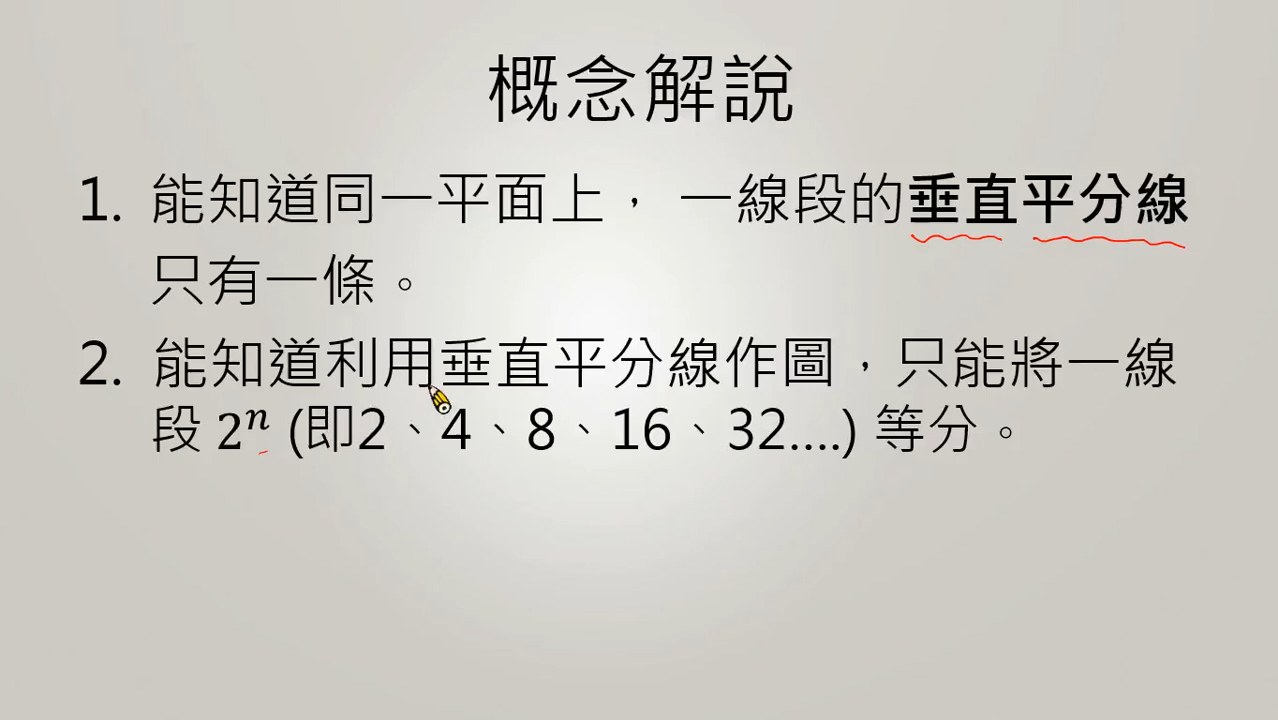 概念解說
1. 能知道同一平面上，一線段的垂直平分線
只有一條。
2. 能知道利用垂直平分線作圖，只能將一線
段 2ⁿ (即2、4、8、16、32....) 等分。